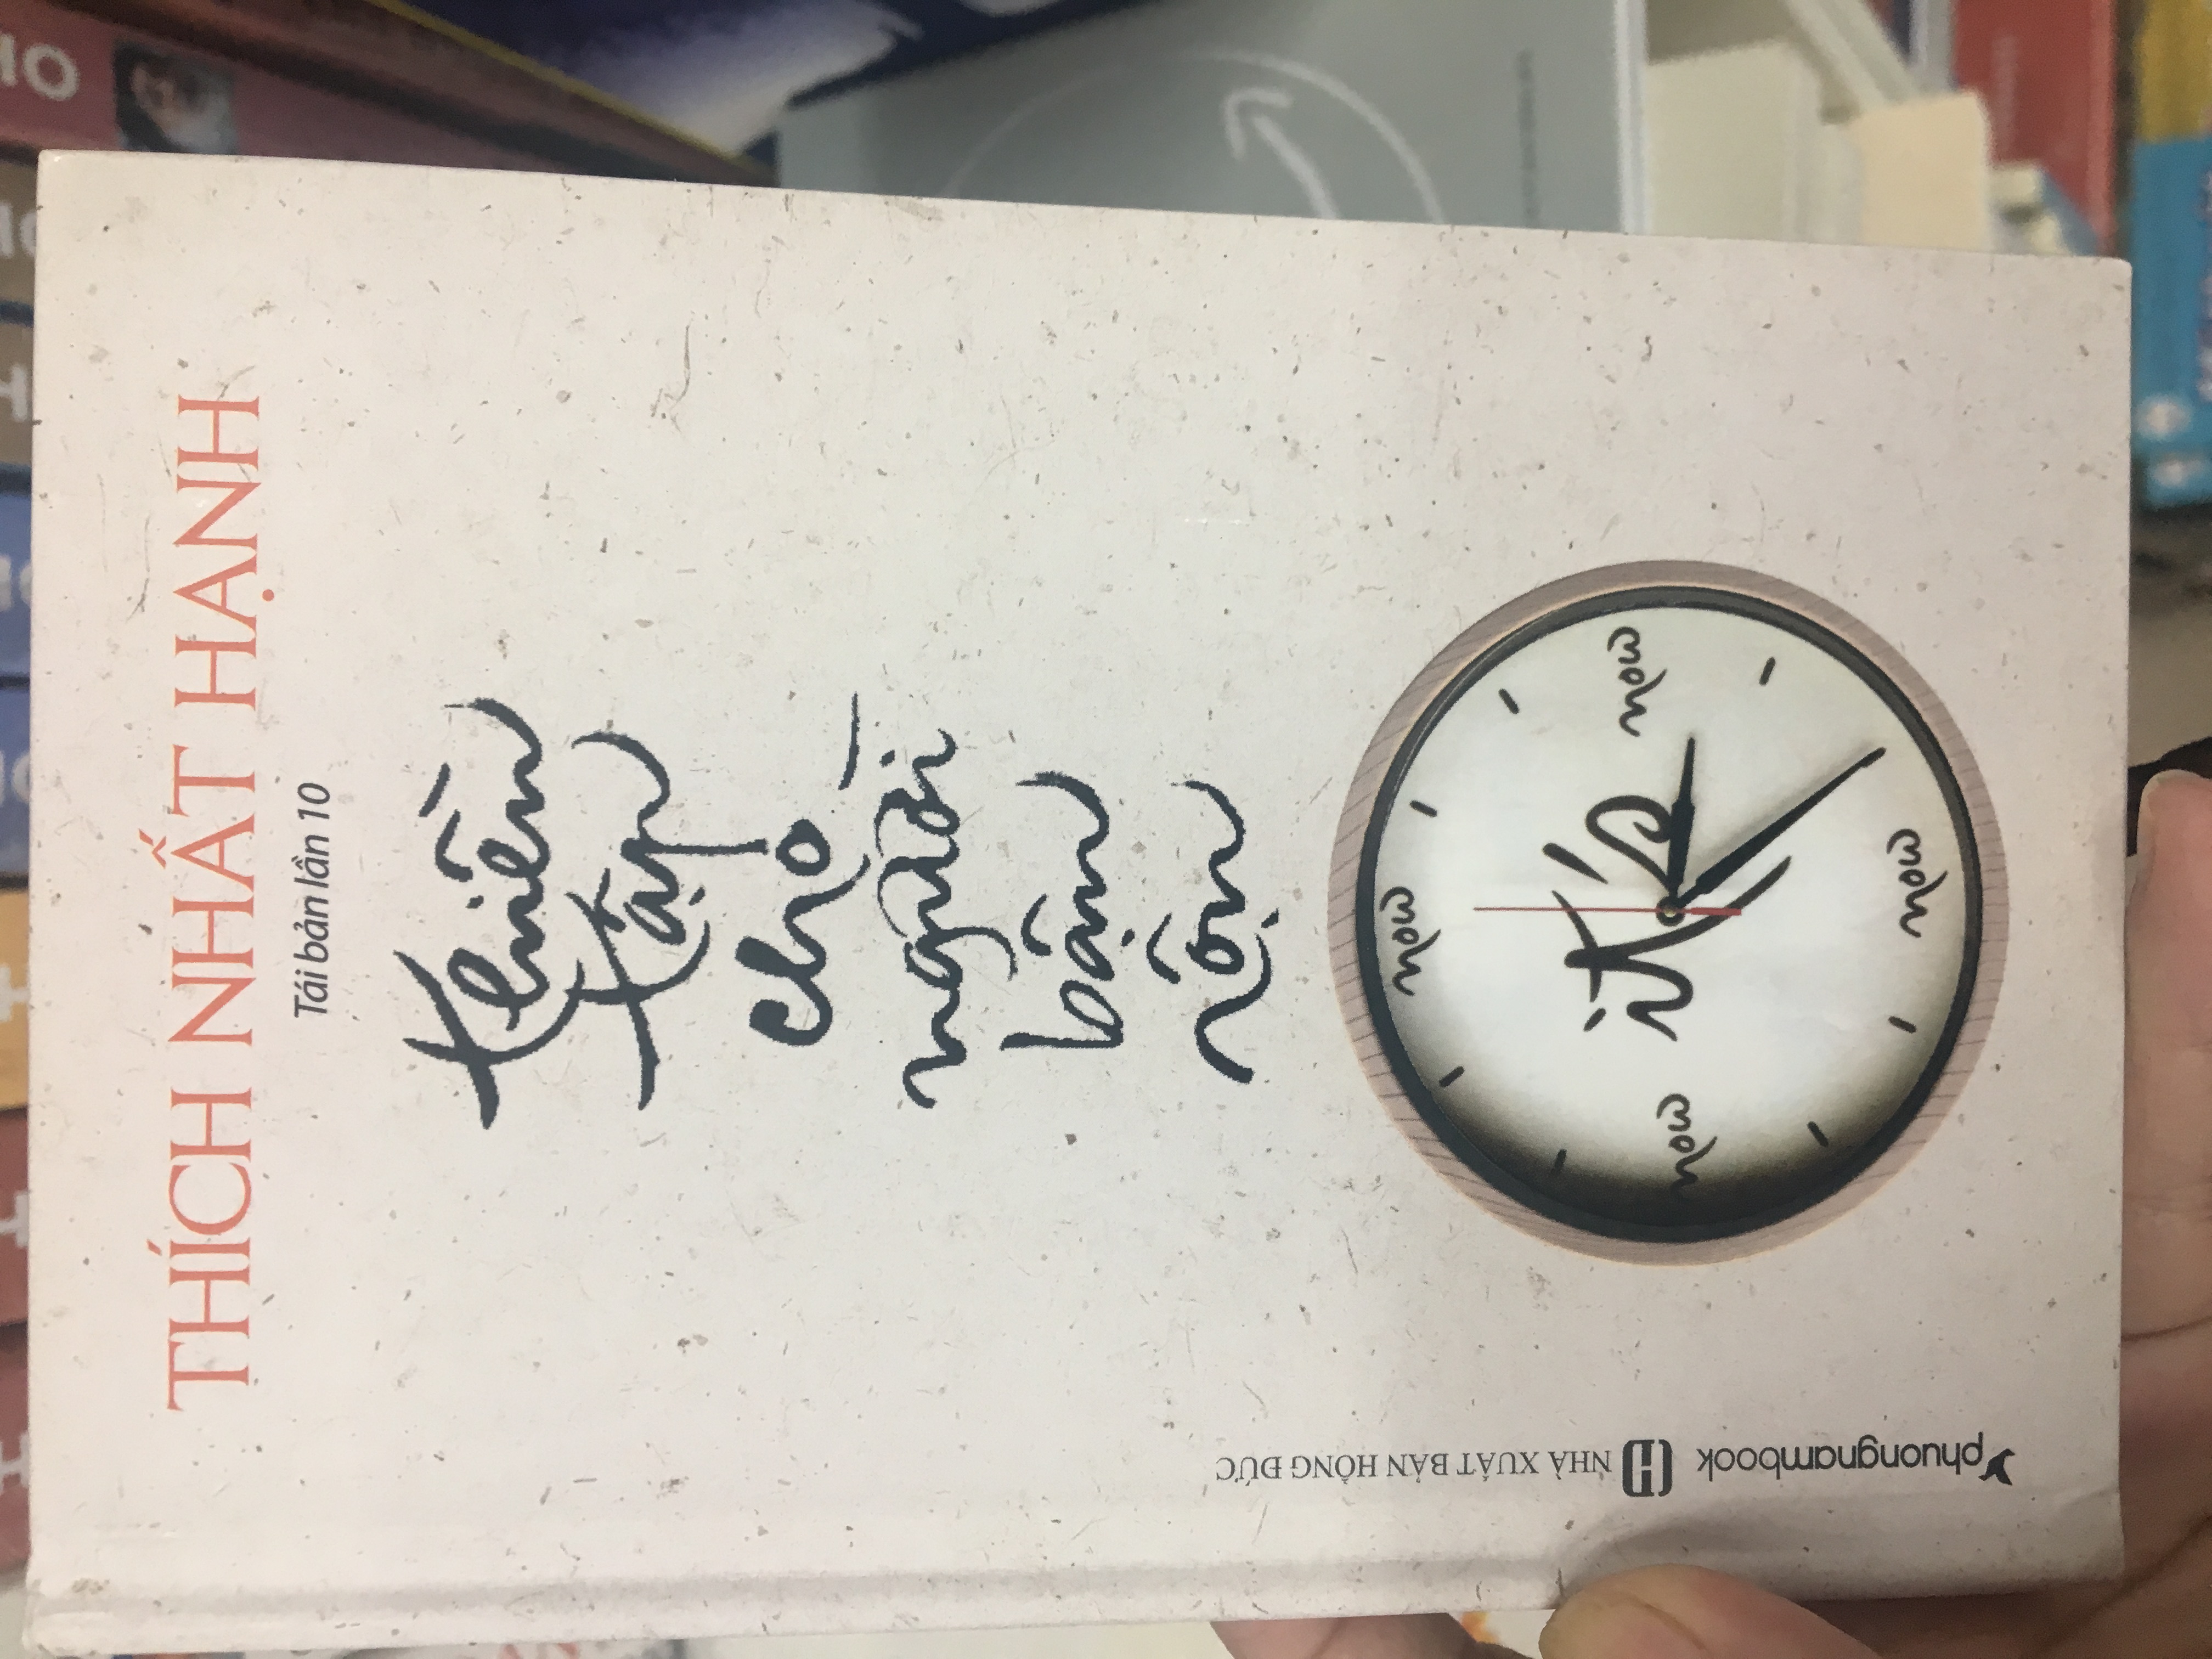 THÍCH NHẤT HẠNH
Tái bản lần 10
thiền
tập
cho
người
bận
rộn
now
it's
now
now
now
phuongnambook
H NHÀ XUẤT BẢN HỒNG ĐỨC